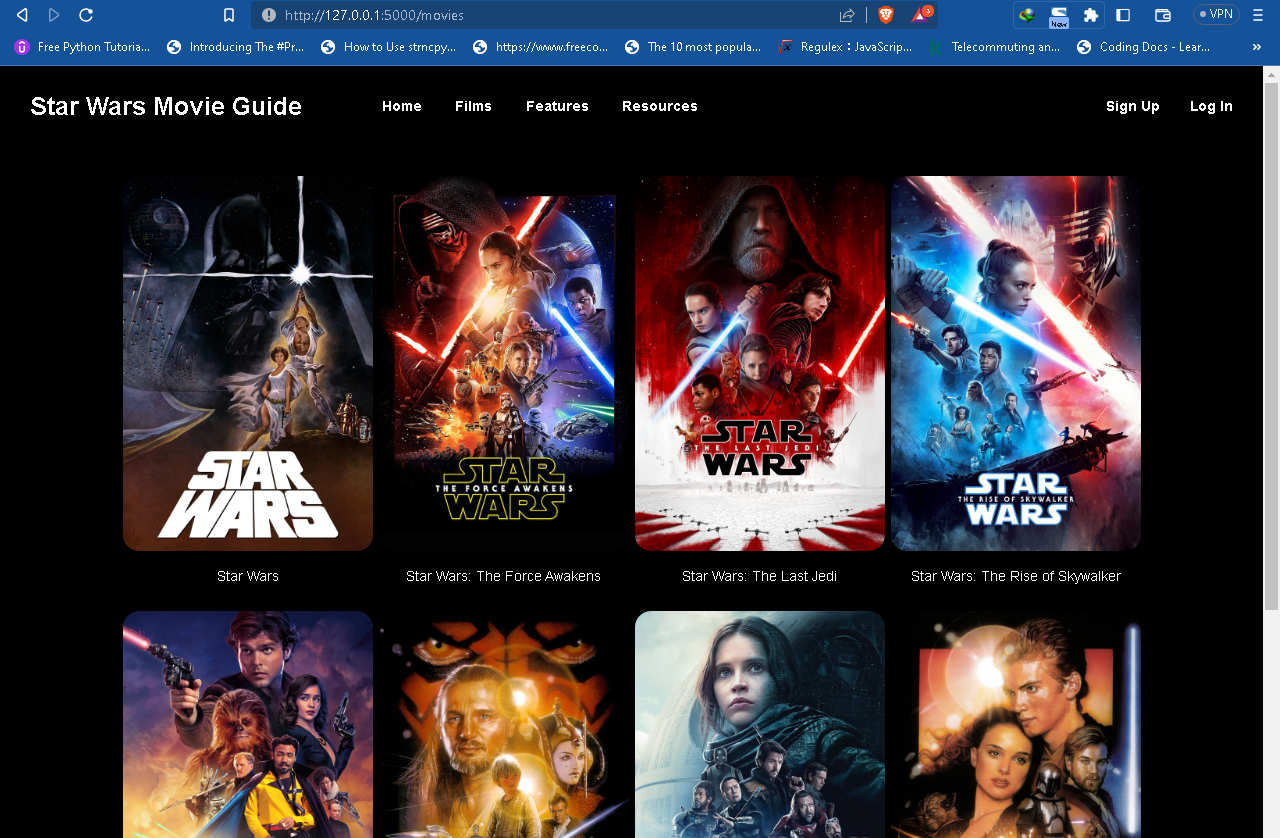 http://127.0.0.1:5000/movies
3
New
VPN
Free Python Tutoria...
Introducing The #Pr...
How to Use strncpy...
https://www.freeco...
The 10 most popula...
Regulex : JavaScrip...
Telecommuting an...
Coding Docs - Lear...
»
Star Wars Movie Guide
Home
Films
Features
Resources
Sign Up
Log In
STAR
WARS
STAR
THE FORCE AWAKENS
WARS
STAR
THE LAST JEDI
WARS
STAR
THE RISE OF SKYWALKER
WARS
Star Wars
Star Wars: The Force Awakens
Star Wars: The Last Jedi
Star Wars: The Rise of Skywalker